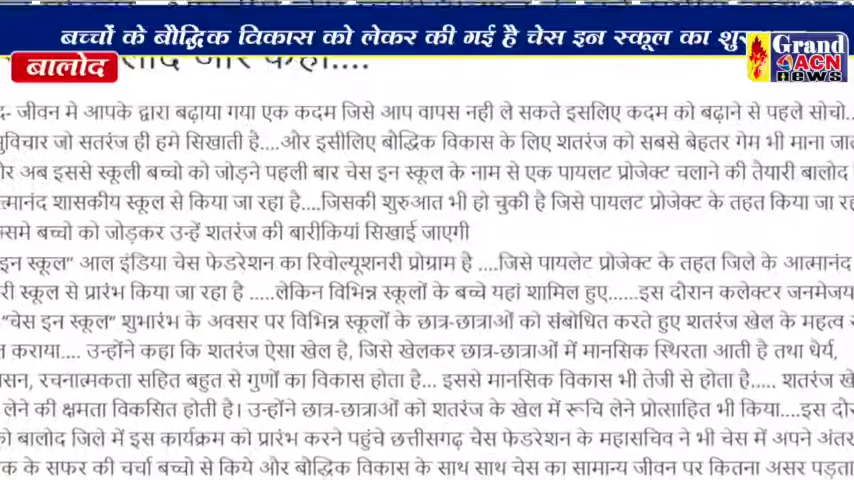 बच्चों के बौद्धिक विकास को लेकर की गई है चेस इन स्कूल का शुरु
Grand
ACN
news
बालोद
द- जीवन मे आपके द्वारा बढ़ाया गया एक कदम जिसे आप वापस नही ले सकते इसलिए कदम को बढ़ाने से पहले सोचो..
सुविचार जो सतरंज ही हमे सिखाती है....और इसीलिए बौद्धिक विकास के लिए शतरंज को सबसे बेहतर गेम भी माना जा
और अब इससे स्कूली बच्चो को जोड़ने पहली बार चेस इन स्कूल के नाम से एक पायलट प्रोजेक्ट चलाने की तैयारी बालोद
त्मानंद शासकीय स्कूल से किया जा रहा है....जिसकी शुरुआत भी हो चुकी है जिसे पायलट प्रोजेक्ट के तहत किया जा रह
समे बच्चो को जोड़कर उन्हें शतरंज की बारीकियां सिखाई जाएगी
इन स्कूल" आल इंडिया चेस फेडरेशन का रिवोल्यूशनरी प्रोग्राम है ....जिसे पायलेट प्रोजेक्ट के तहत जिले के आत्मानंद
री स्कूल से प्रारंभ किया जा रहा है .....लेकिन विभिन्न स्कूलों के बच्चे यहां शामिल हुए......इस दौरान कलेक्टर जनमेजय
"चेस इन स्कूल" शुभारंभ के अवसर पर विभिन्न स्कूलों के छात्र-छात्राओं को संबोधित करते हुए शतरंज खेल के महत्व
त कराया.... उन्होंने कहा कि शतरंज ऐसा खेल है, जिसे खेलकर छात्र-छात्राओं में मानसिक स्थिरता आती है तथा धेर्य,
सन, रचनात्मकता सहित बहुत से गुणों का विकास होता है... इससे मानसिक विकास भी तेजी से होता है..... शतरंज खे
लेने की क्षमता विकसित होती है। उन्होंने छात्र-छात्राओं को शतरंज के खेल में रूचि लेने प्रोत्साहित भी किया....इस दौर
को बालोद जिले में इस कार्यक्रम को प्रारंभ करने पहुंचे छत्तीसगढ़ चेस फेडरेशन के महासचिव ने भी चेस में अपने अंतर
क के सफर की चर्चा बच्चो से किये और बौद्धिक विकास के साथ साथ चेस का सामान्य जीवन पर कितना असर पड़ता